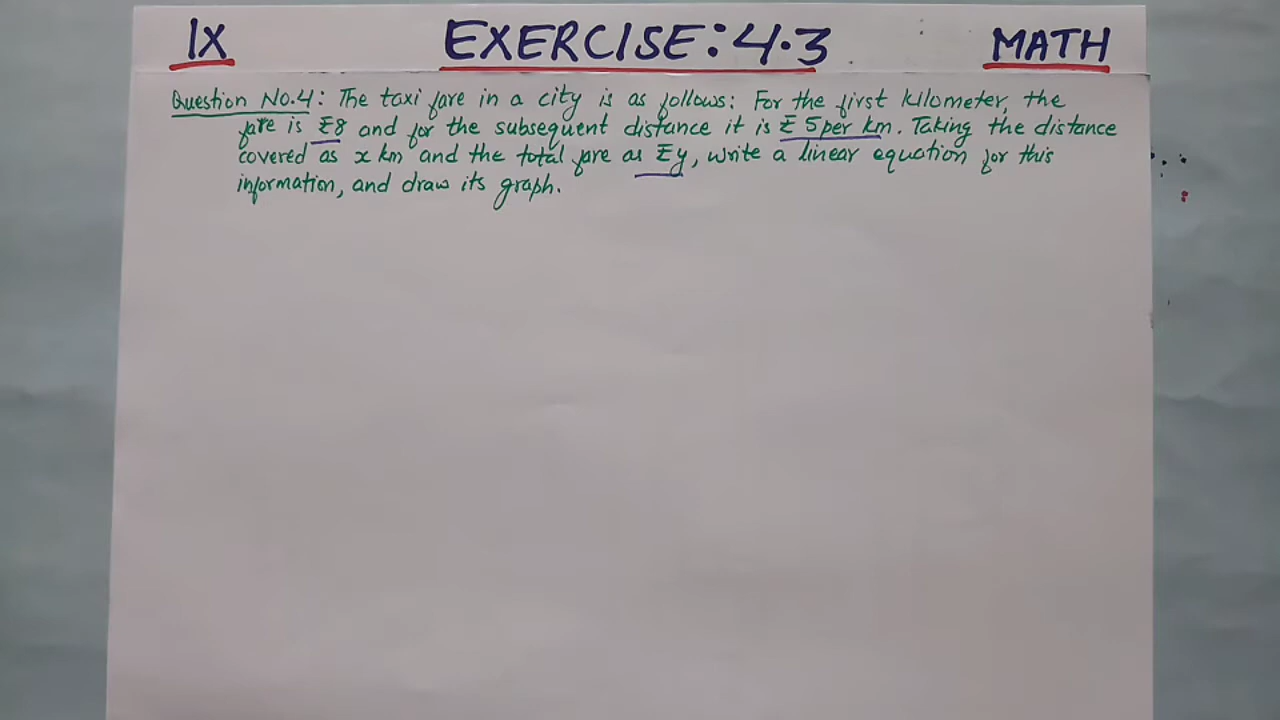 IX EXERCISE: 4.3 MATH
Question No.4: The taxi fare in a city is as follows: For the first kilometer, the
fare is ₹8 and for the subsequent distance it is ₹ 5 per km. Taking the distance
covered as x km and the total fare as ₹y, write a linear equation for this
information, and draw its graph.